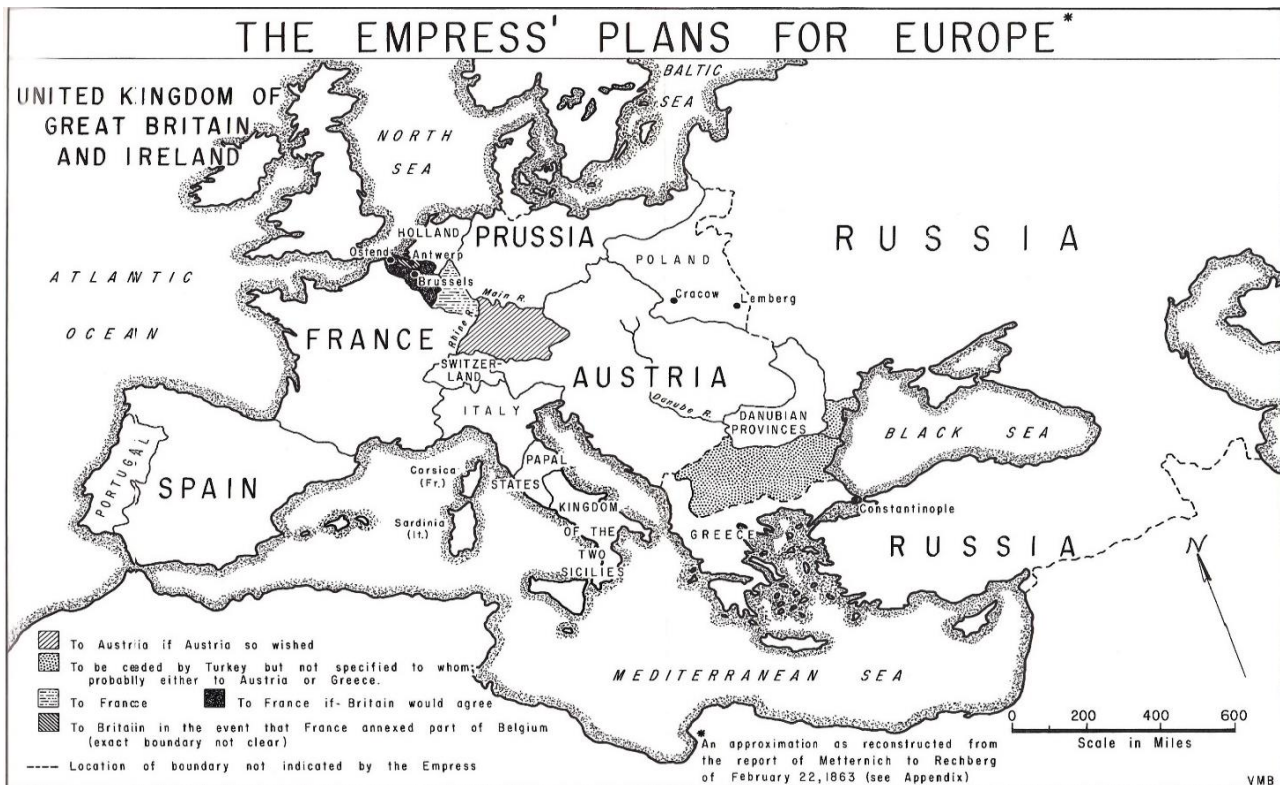 THE EMPRESS' PLANS FOR EUROPE*
UNITED KINGDOM OF
GREAT BRITAIN
AND IRELAND
NORTH
SEA
BALTIC
SEA
HOLLAND
PRUSSIA
RUSSIA
Ostend
Antwerp
Brussels
POLAND
Cracow
Lemberg
ATLANTIC
OCEAN
Main R.
Rhine R.
FRANCE
SWITZER-
LAND
AUSTRIA
ITALY
Danube R.
DANUBIAN
PROVINCES
BLACK SEA
PORTUGAL
SPAIN
Corsica
(Fr.)
PAPAL
STATES
Sardinia
(It.)
KINGDOM
OF THE
TWO
SICILIES
GREECE
Constantinople
RUSSIA
N
MEDITERRANEAN SEA
To Austria if Austria so wished
To be ceded by Turkey but not specified to whom;
probably either to Austria or Greece.
To France
To France if Britain would agree
To Britain in the event that France annexed part of Belgium
(exact boundary not clear)
---- Location of boundary not indicated by the Empress
*An approximation as reconstructed from
the report of Metternich to Rechberg
of February 22, 1863 (see Appendix)
0 200 400 600
Scale in Miles
VMB